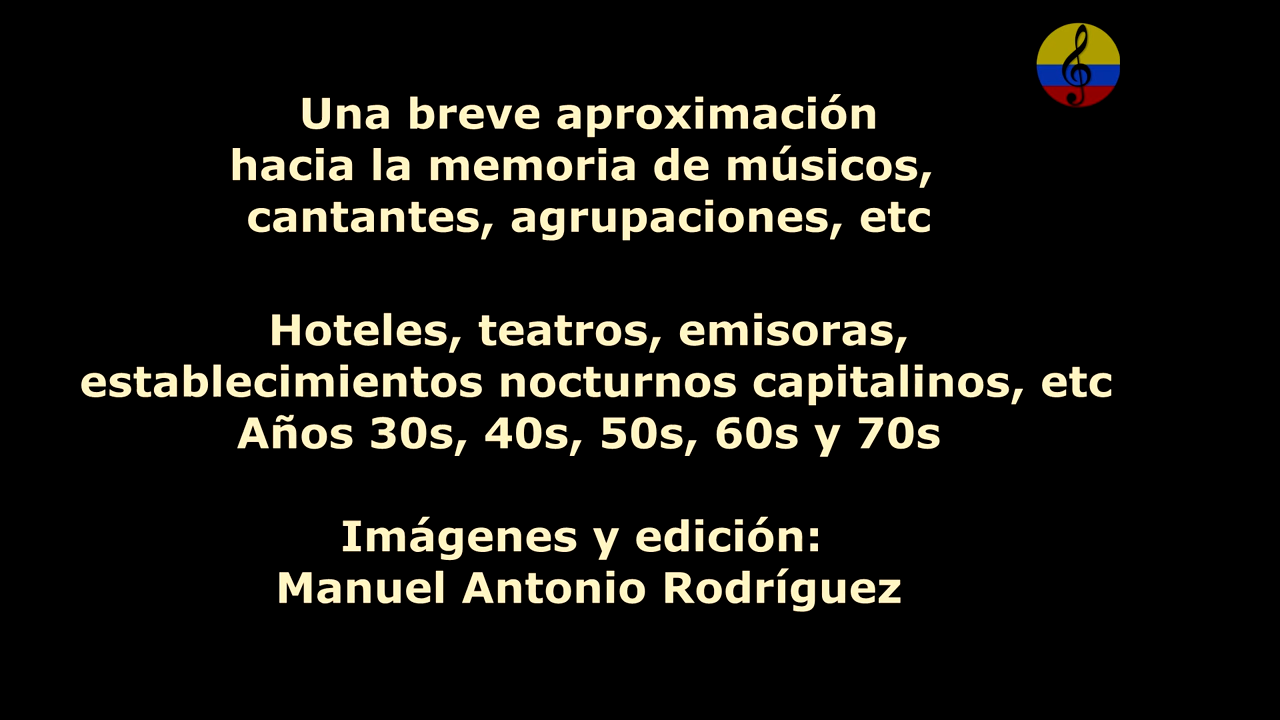 Una breve aproximación
hacia la memoria de músicos,
cantantes, agrupaciones, etc
Hoteles, teatros, emisoras,
establecimientos nocturnos capitalinos, etc
Años 30s, 40s, 50s, 60s y 70s
Imágenes y edición:
Manuel Antonio Rodríguez